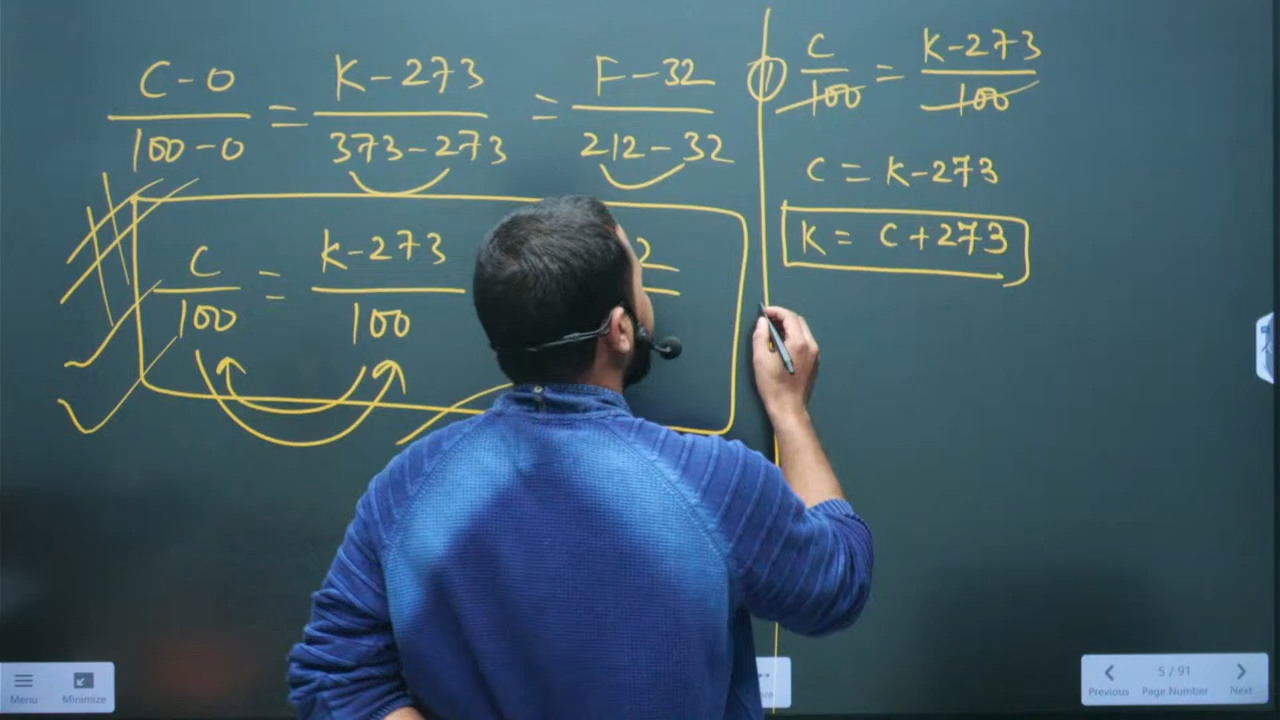 C-0 / 100-0 = K-273 / 373-273 = F-32 / 212-32
C / 100 = K-273 / 100
2
① C / 100 = K-273 / 100
C = K-273
K = C+273
Menu
Minimize
Previous
5 / 91
Page Number
Next